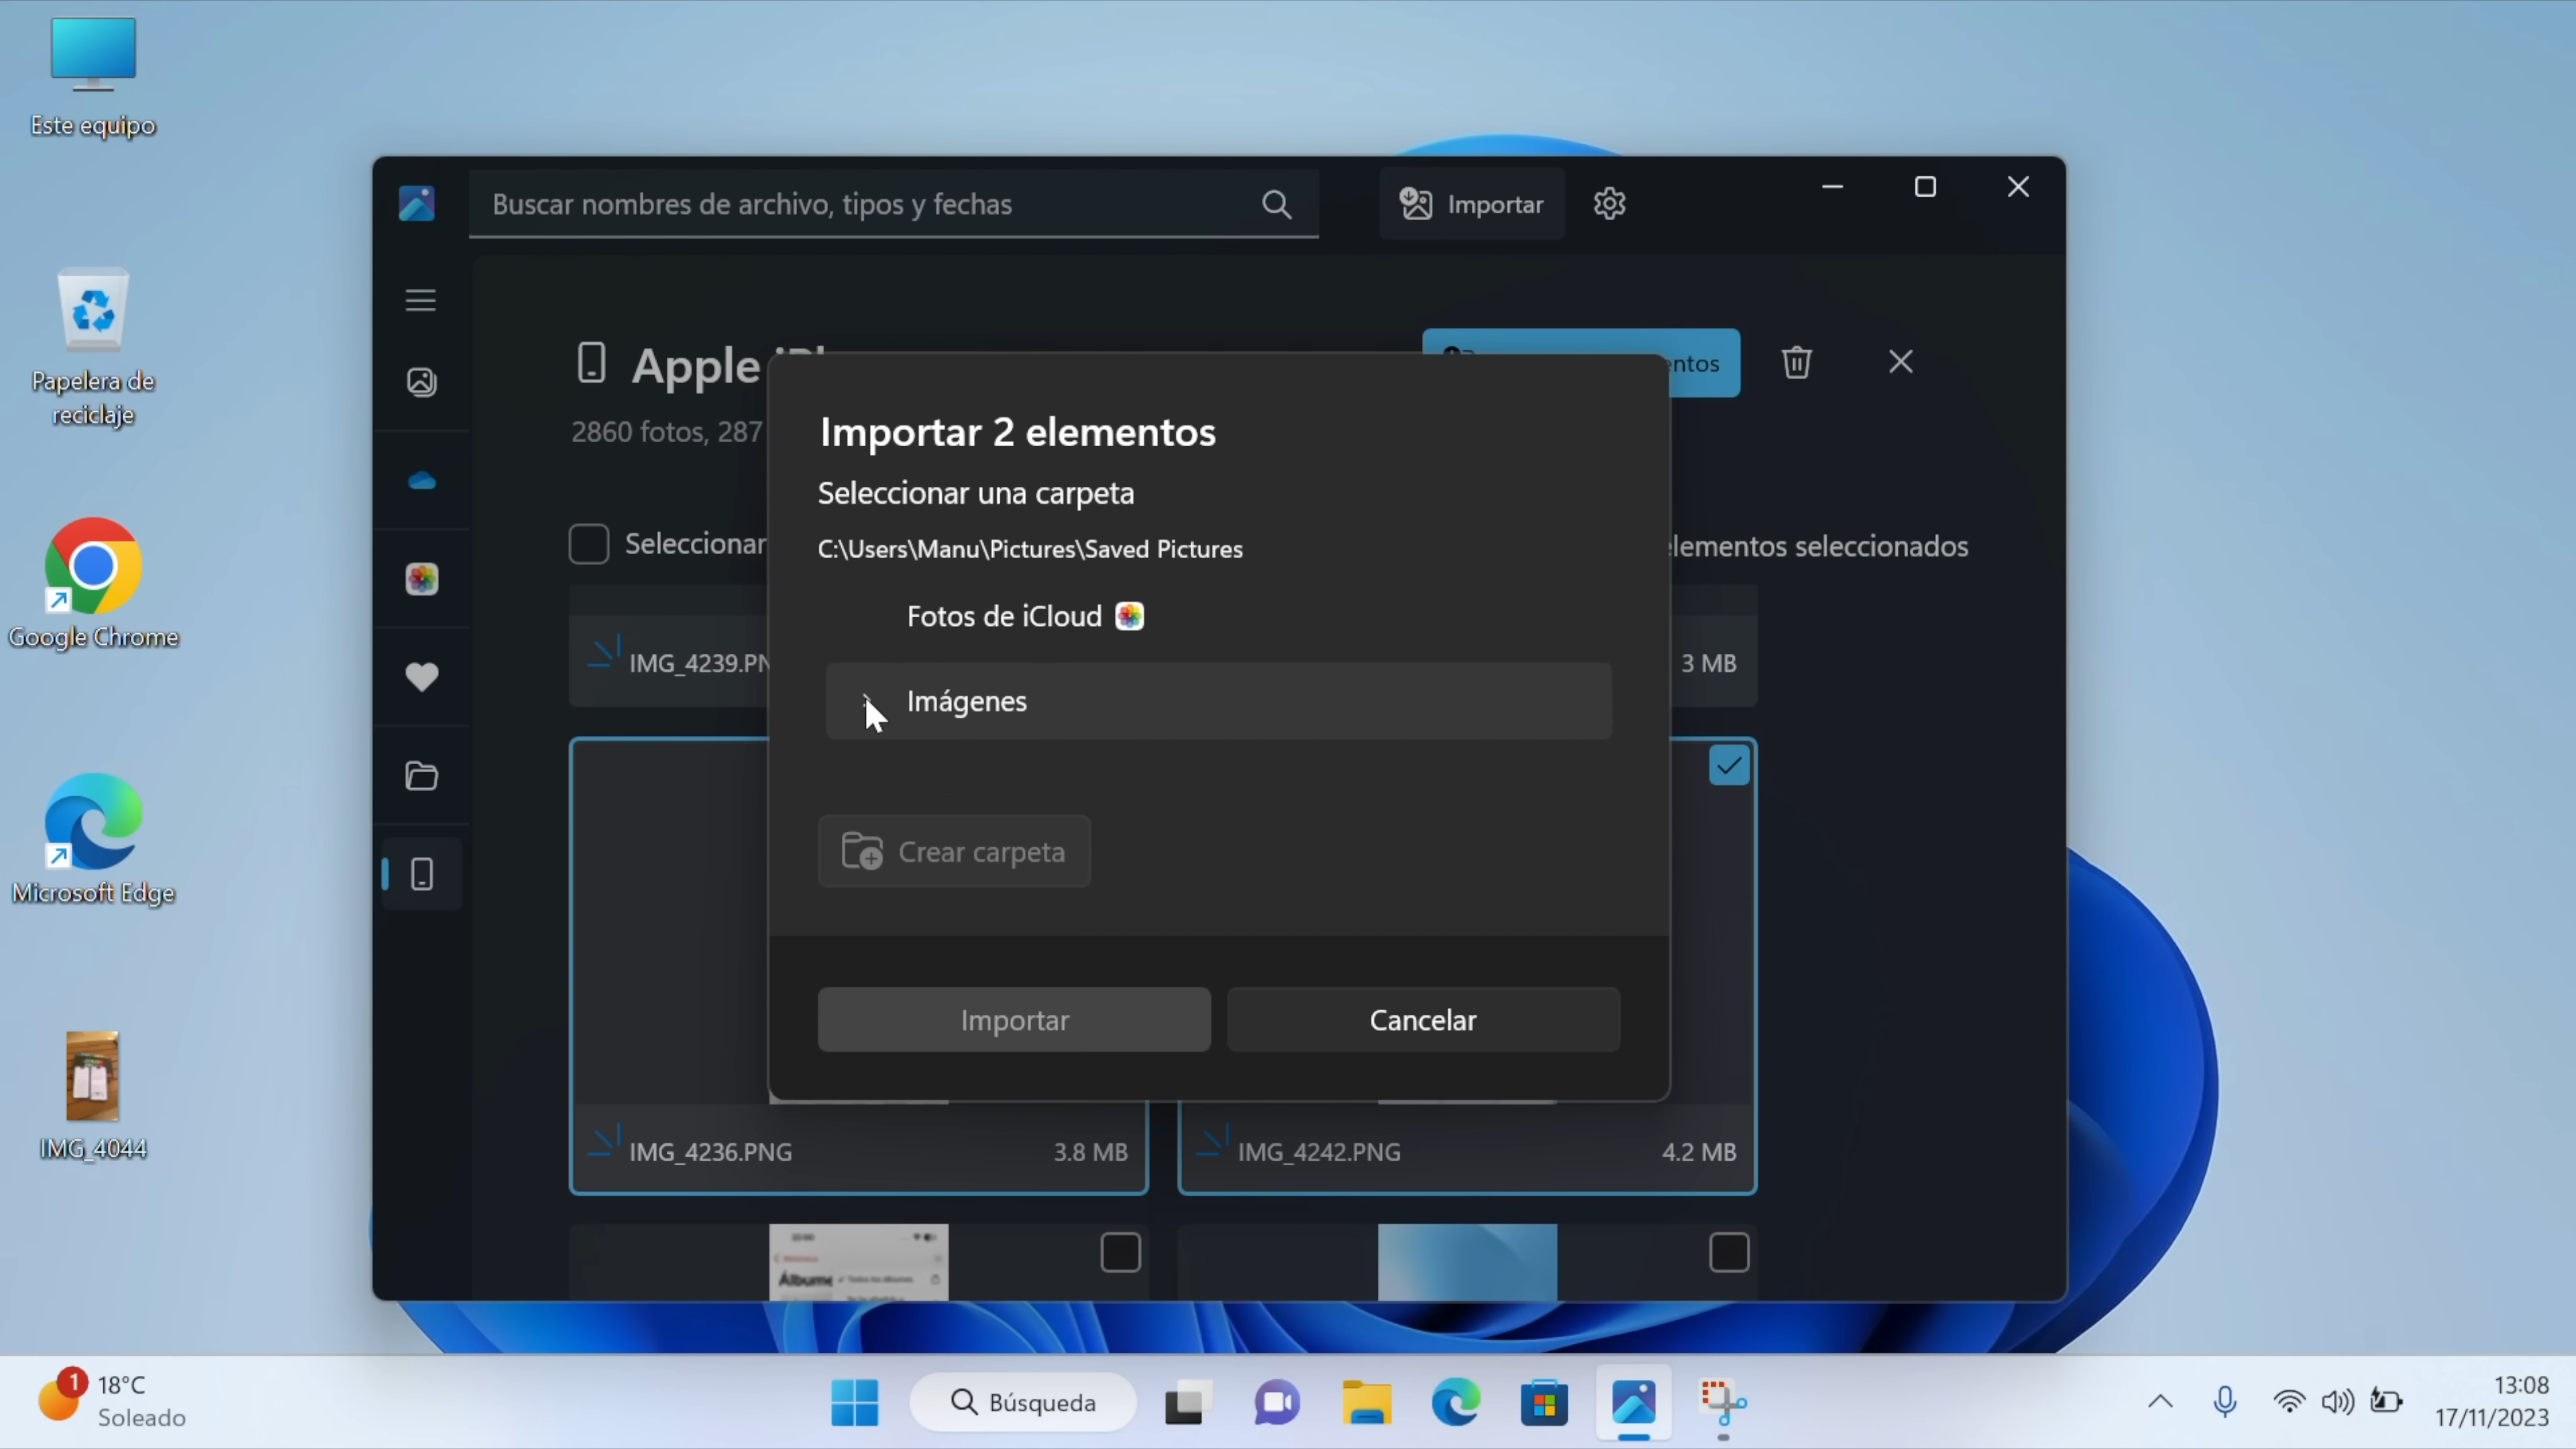 Este equipo
Papelera de
reciclaje
Google Chrome
Microsoft Edge
IMG_4044
Buscar nombres de archivo, tipos y fechas
Importar
Apple
2860 fotos, 287
entos
Seleccionar
elementos seleccionados
IMG_4239.PN
3 MB
Importar 2 elementos
Seleccionar una carpeta
C:\Users\Manu\Pictures\Saved Pictures
Fotos de iCloud
Imágenes
Crear carpeta
Importar
Cancelar
IMG_4236.PNG
3.8 MB
IMG_4242.PNG
4.2 MB
1
18°C
Soleado
Búsqueda
13:08
17/11/2023